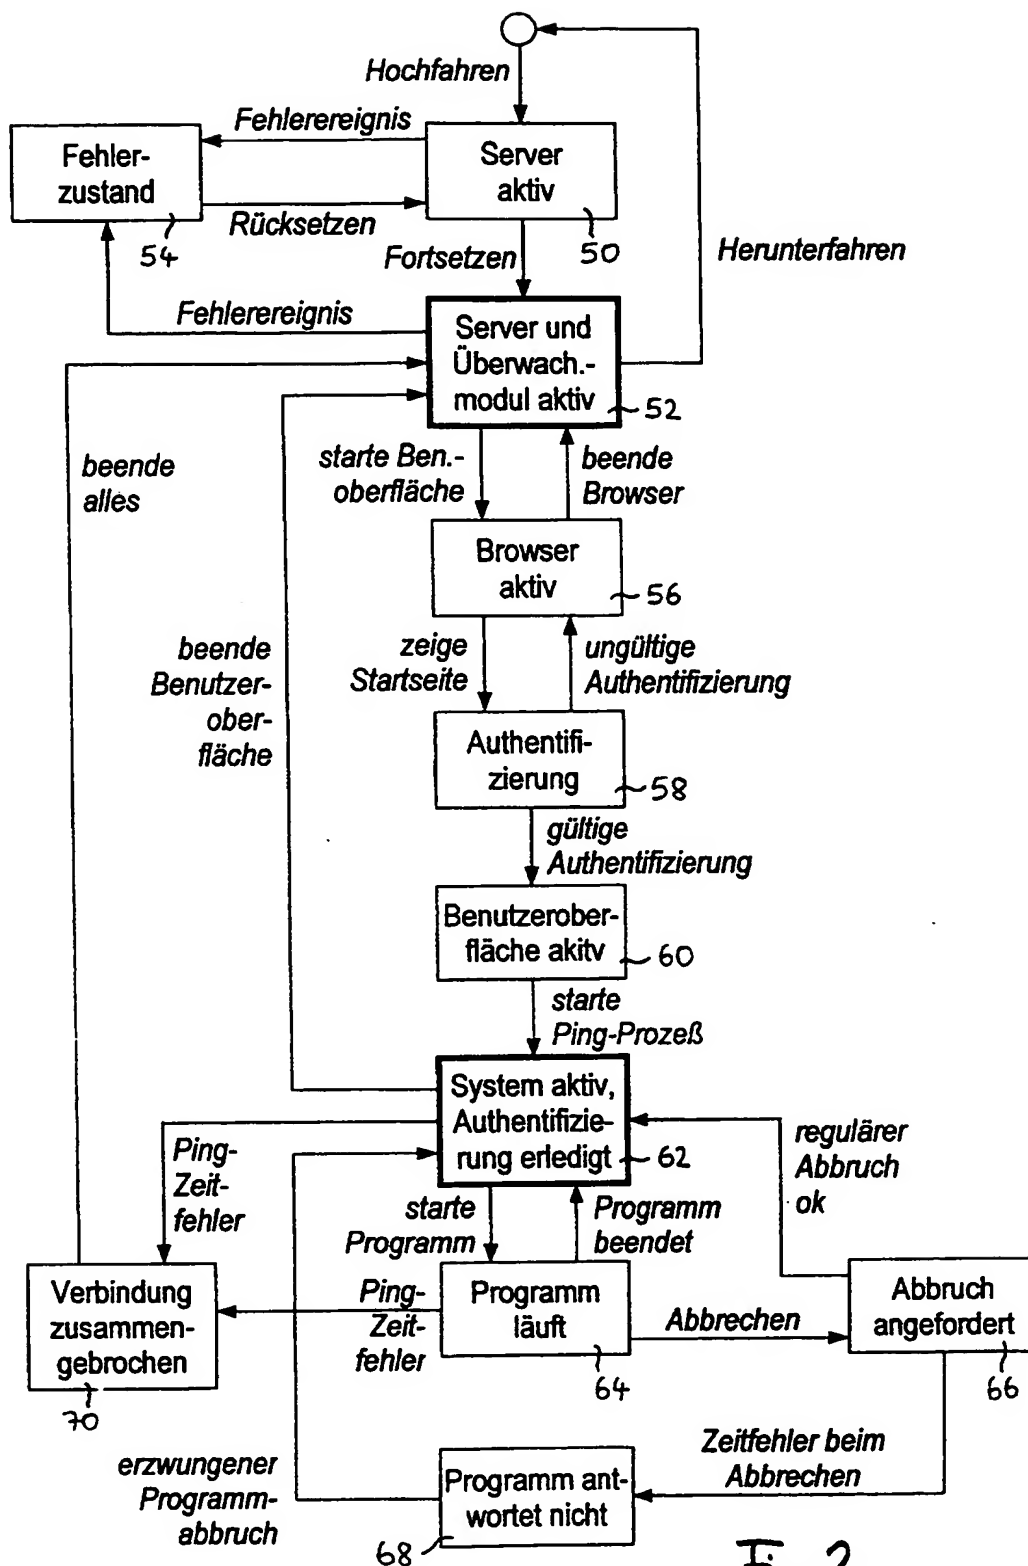 Hochfahren
Fehlerereignis
Fehler-
zustand
54
Server
aktiv
50
Rücksetzen
Fortsetzen
Herunterfahren
Fehlerereignis
Server und
Überwach.-
modul aktiv
52
beende
alles
starte Ben.-
oberfläche
beende
Browser
Browser
aktiv
56
beende
Benutzer-
ober-
fläche
zeige
Startseite
ungültige
Authentifizierung
Authentifi-
zierung
58
gültige
Authentifizierung
Benutzerober-
fläche akitv
60
starte
Ping-Prozeß
System aktiv,
Authentifizie-
rung erledigt
62
Ping-
Zeit-
fehler
regulärer
Abbruch
ok
starte
Programm
Programm
beendet
Verbindung
zusammen-
gebrochen
70
Ping-
Zeit-
fehler
Programm
läuft
64
Abbrechen
Abbruch
angefordert
66
erzwungener
Programm-
abbruch
Programm ant-
wortet nicht
68
Zeitfehler beim
Abbrechen